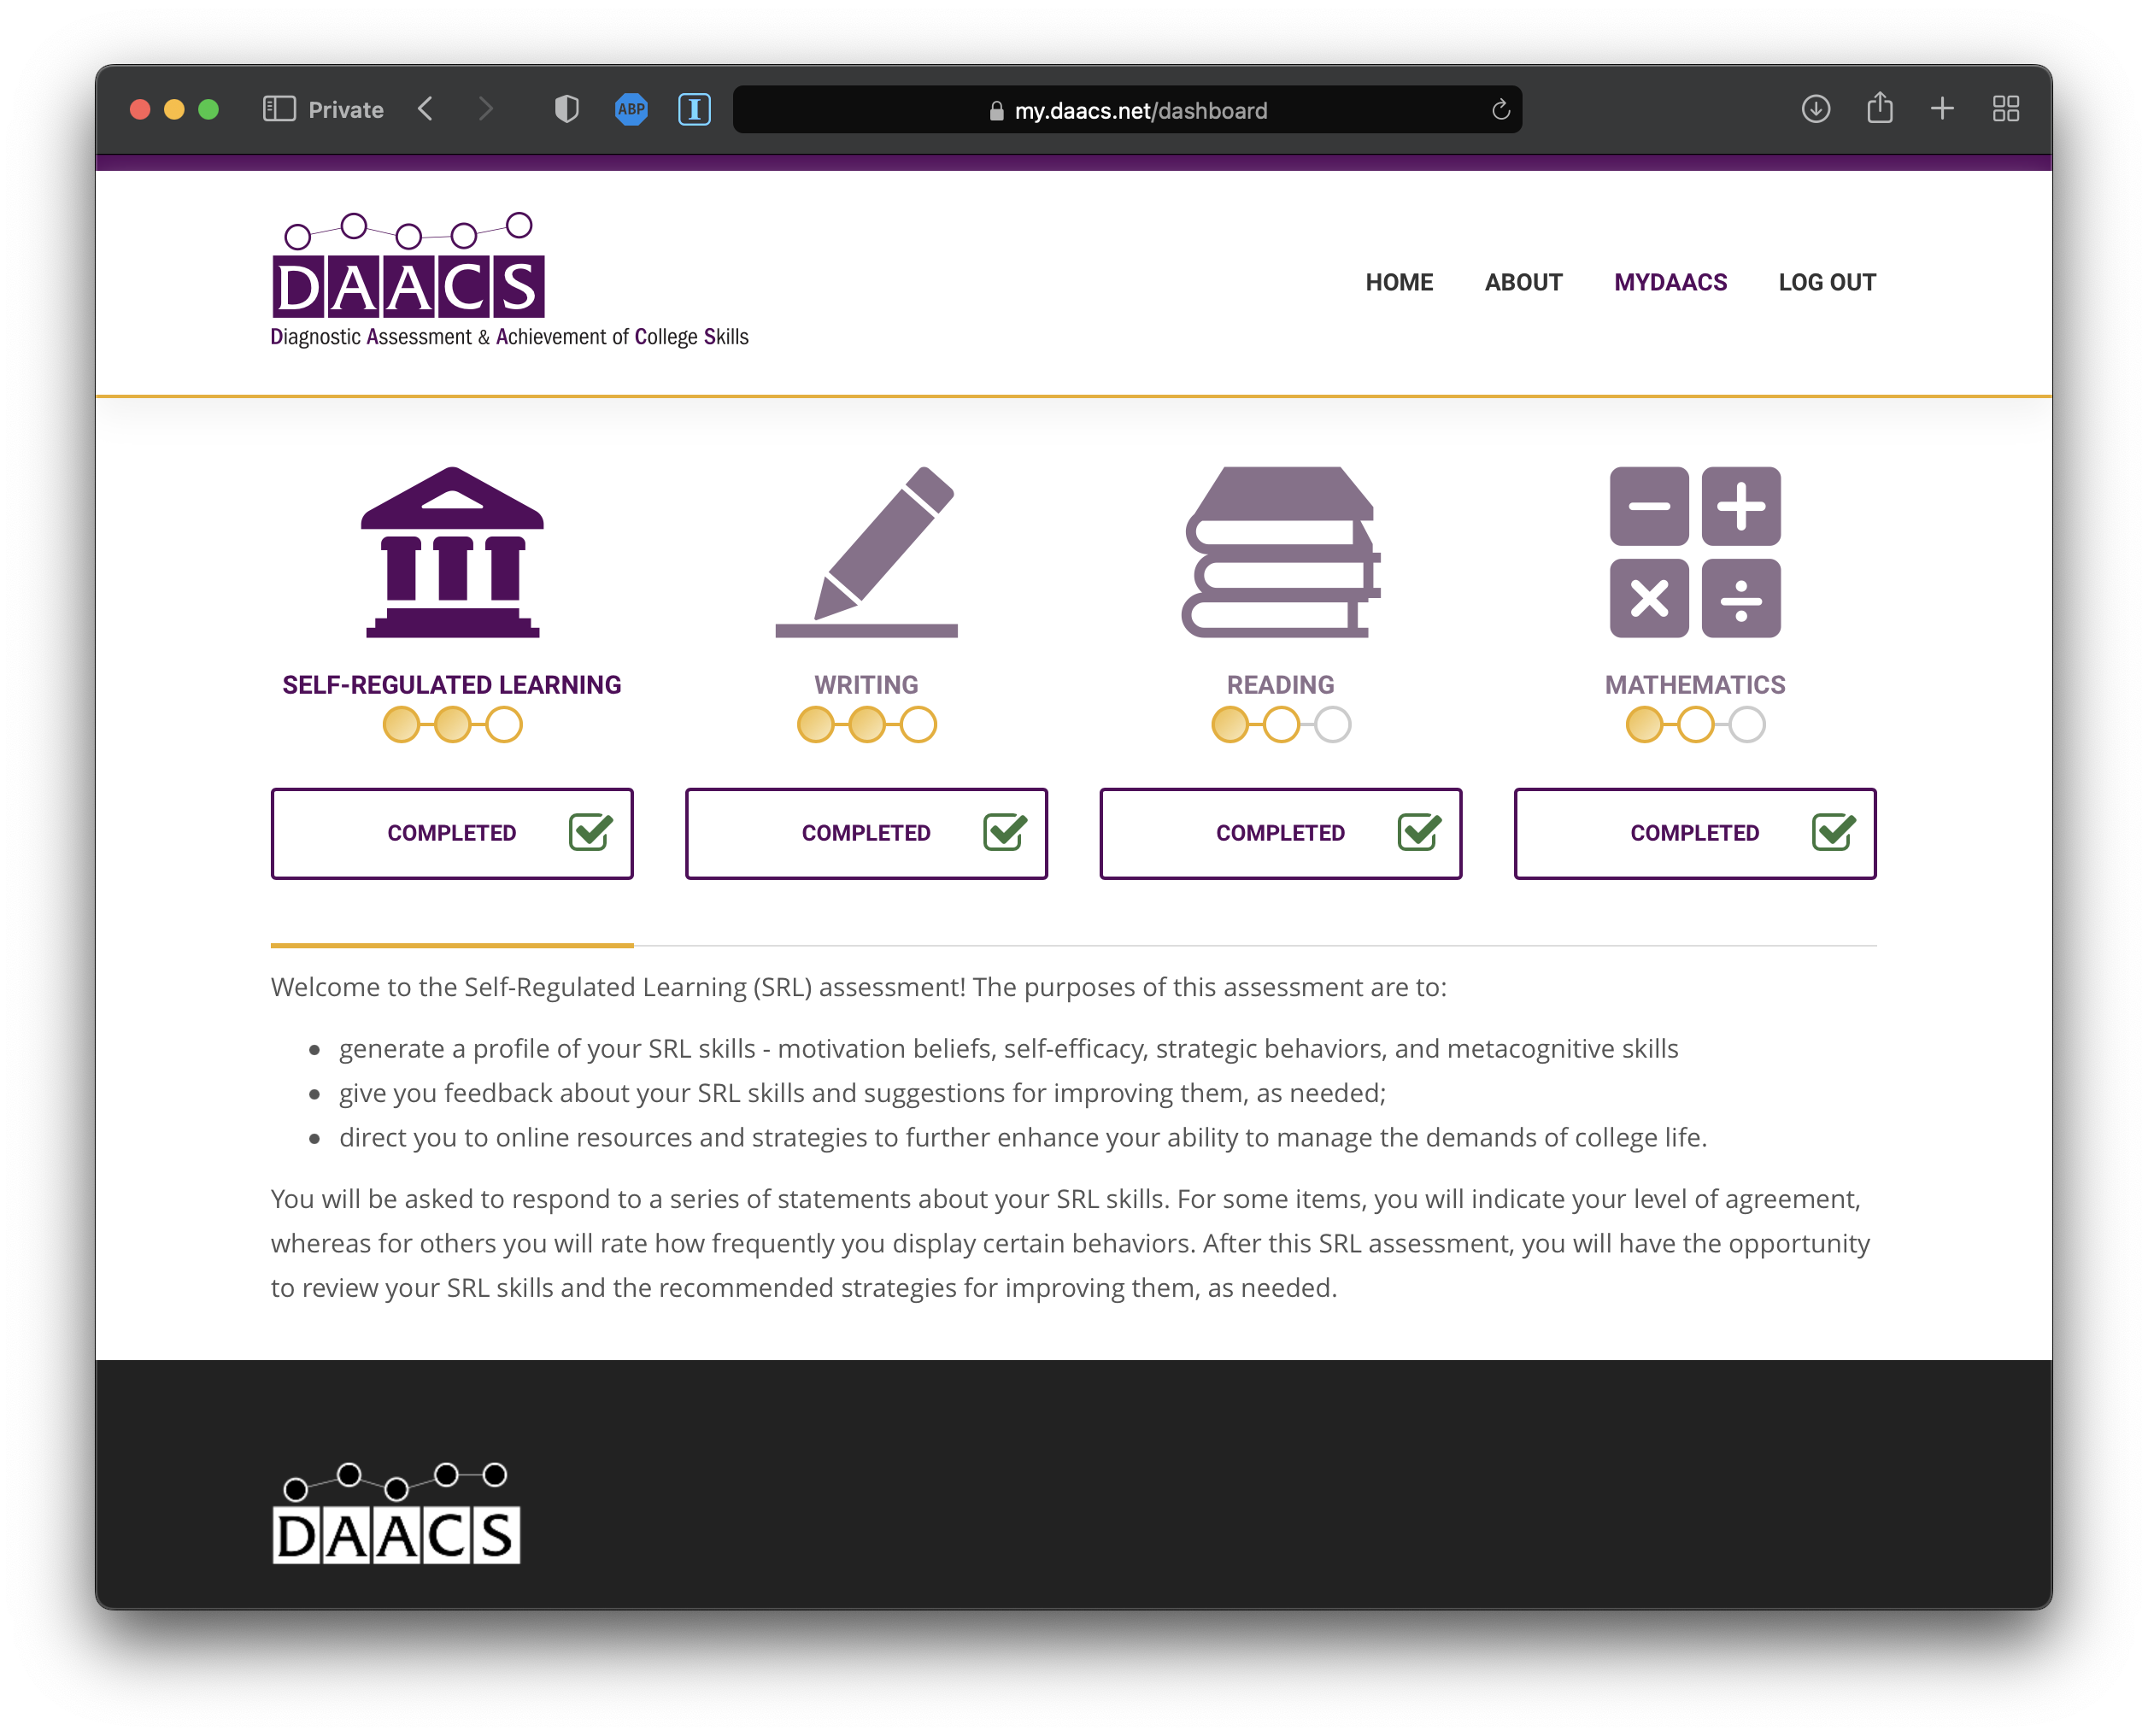 Private
ABP
I
my.daacs.net/dashboard
DAACS
Diagnostic Assessment & Achievement of College Skills
HOME ABOUT MYDAACS LOG OUT
SELF-REGULATED LEARNING
WRITING
READING
MATHEMATICS
COMPLETED
COMPLETED
COMPLETED
COMPLETED
Welcome to the Self-Regulated Learning (SRL) assessment! The purposes of this assessment are to:
• generate a profile of your SRL skills - motivation beliefs, self-efficacy, strategic behaviors, and metacognitive skills
• give you feedback about your SRL skills and suggestions for improving them, as needed;
• direct you to online resources and strategies to further enhance your ability to manage the demands of college life.
You will be asked to respond to a series of statements about your SRL skills. For some items, you will indicate your level of agreement,
whereas for others you will rate how frequently you display certain behaviors. After this SRL assessment, you will have the opportunity
to review your SRL skills and the recommended strategies for improving them, as needed.
DAACS